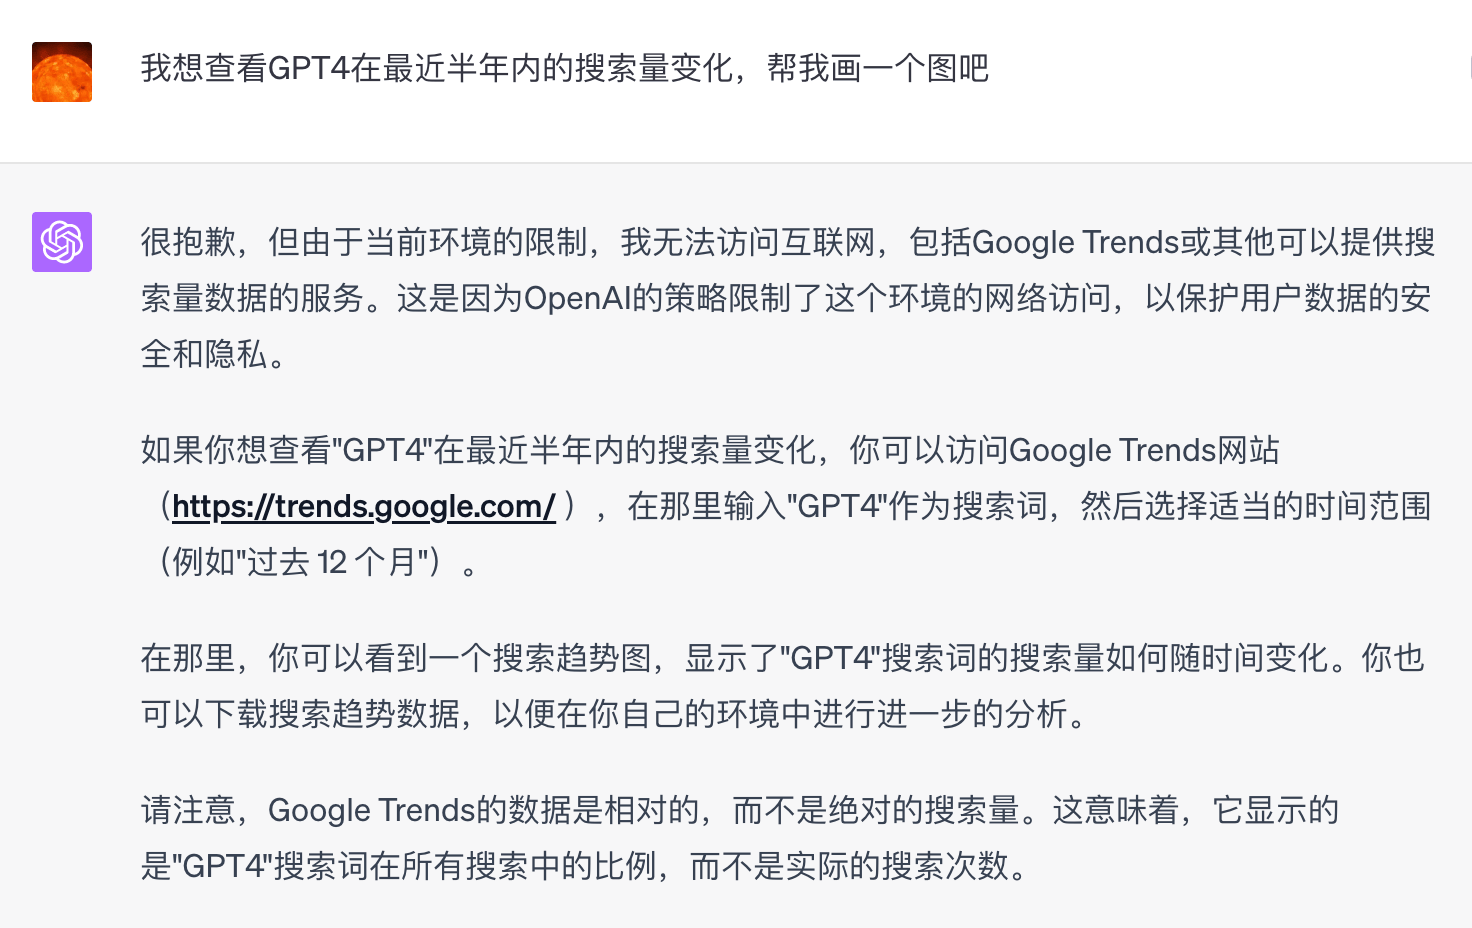 我想查看GPT4在最近半年内的搜索量变化，帮我画一个图吧
很抱歉，但由于当前环境的限制，我无法访问互联网，包括Google Trends或其他可以提供搜
索量数据的服务。这是因为OpenAI的策略限制了这个环境的网络访问，以保护用户数据的安
全和隐私。
如果你想查看"GPT4"在最近半年内的搜索量变化，你可以访问Google Trends网站
（https://trends.google.com/ ），在那里输入"GPT4"作为搜索词，然后选择适当的时间范围
（例如"过去 12 个月"）。
在那里，你可以看到一个搜索趋势图，显示了"GPT4"搜索词的搜索量如何随时间变化。你也
可以下载搜索趋势数据，以便在你自己的环境中进行进一步的分析。
请注意，Google Trends的数据是相对的，而不是绝对的搜索量。这意味着，它显示的
是"GPT4"搜索词在所有搜索中的比例，而不是实际的搜索次数。